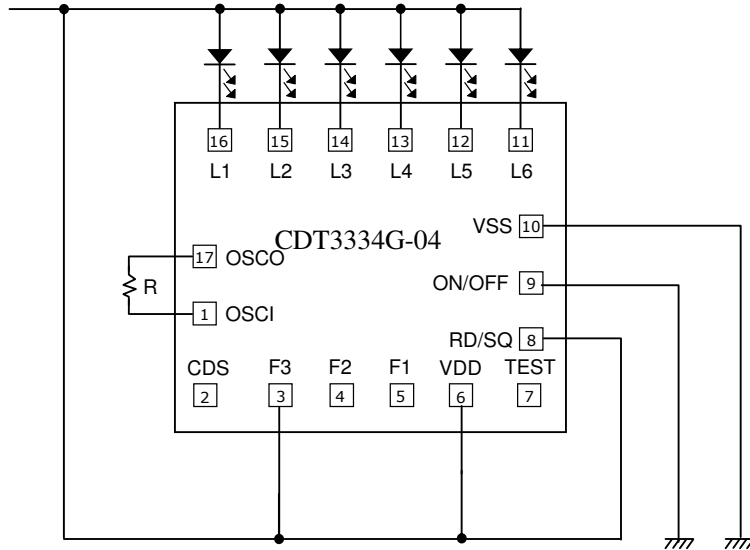 16 15 14 13 12 11
L1 L2 L3 L4 L5 L6
VSS 10
CDT3334G-04
17 OSCO
ON/OFF 9
R
1 OSCI
RD/SQ 8
CDS F3 F2 F1 VDD TEST
2 3 4 5 6 7